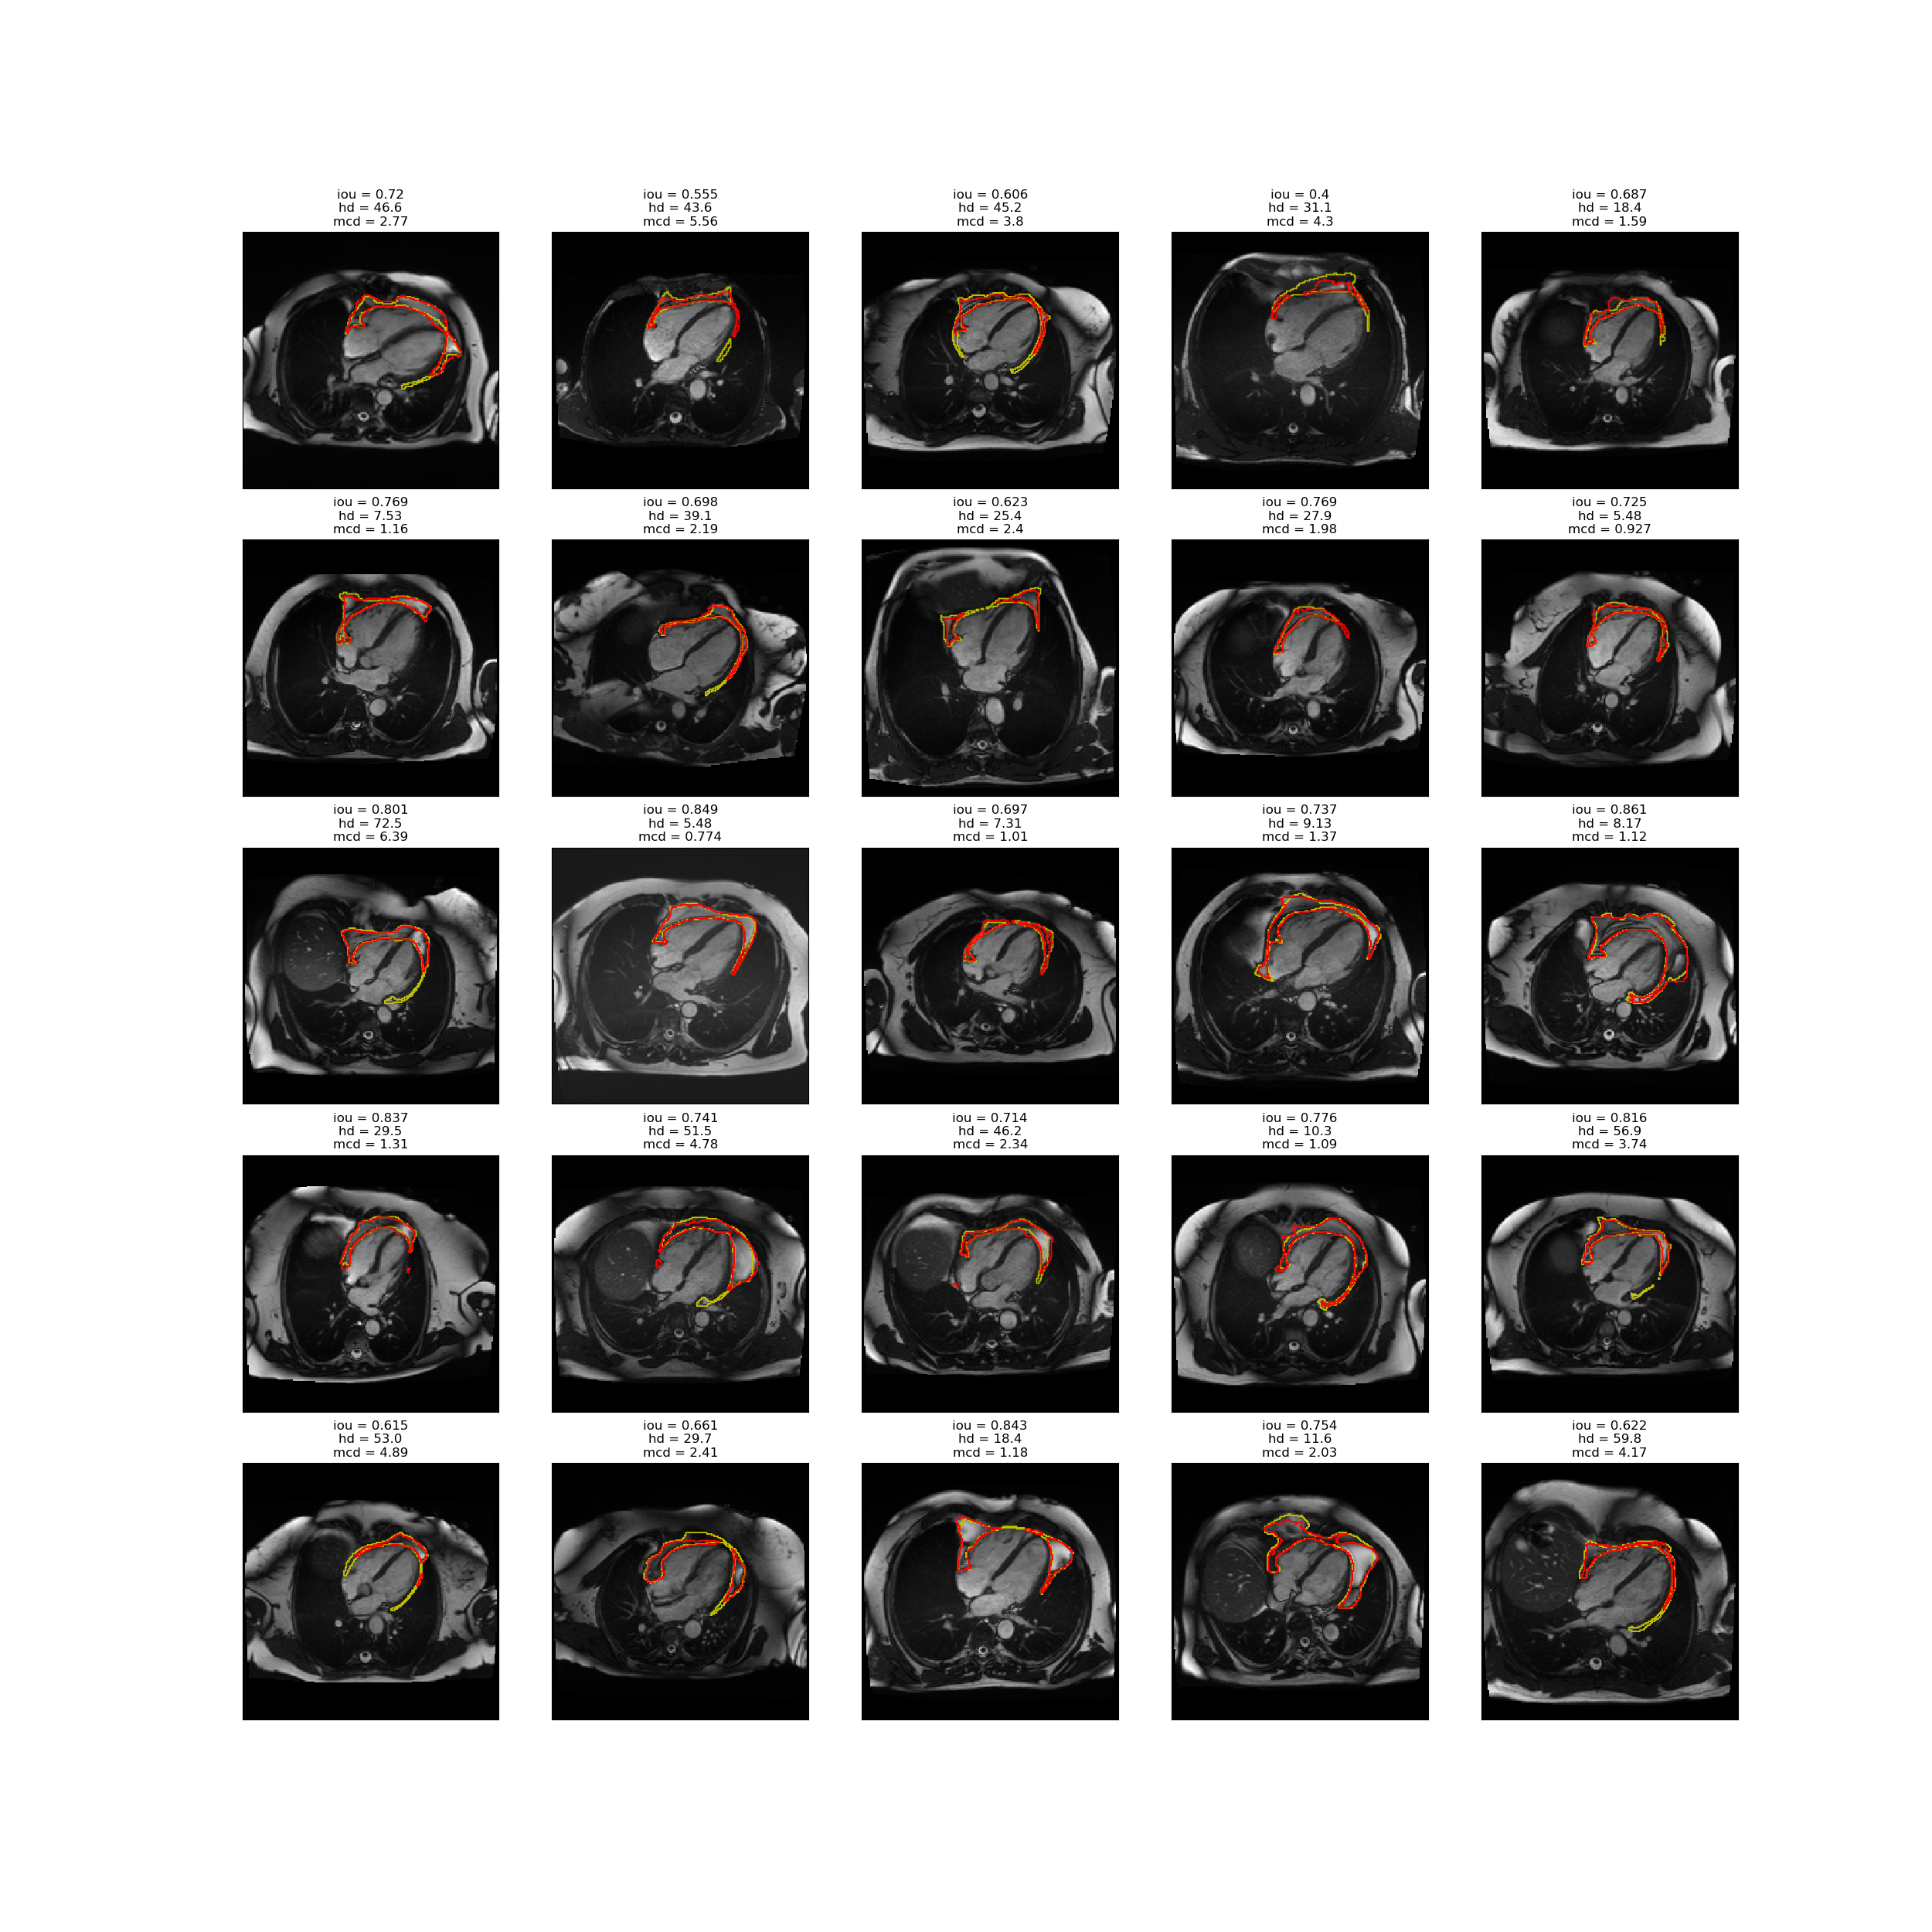 iou = 0.72
hd = 46.6
mcd = 2.77
iou = 0.555
hd = 43.6
mcd = 5.56
iou = 0.606
hd = 45.2
mcd = 3.8
iou = 0.4
hd = 31.1
mcd = 4.3
iou = 0.687
hd = 18.4
mcd = 1.59
iou = 0.769
hd = 7.53
mcd = 1.16
iou = 0.698
hd = 39.1
mcd = 2.19
iou = 0.623
hd = 25.4
mcd = 2.4
iou = 0.769
hd = 27.9
mcd = 1.98
iou = 0.725
hd = 5.48
mcd = 0.927
iou = 0.801
hd = 72.5
mcd = 6.39
iou = 0.849
hd = 5.48
mcd = 0.774
iou = 0.697
hd = 7.31
mcd = 1.01
iou = 0.737
hd = 9.13
mcd = 1.37
iou = 0.861
hd = 8.17
mcd = 1.12
iou = 0.837
hd = 29.5
mcd = 1.31
iou = 0.741
hd = 51.5
mcd = 4.78
iou = 0.714
hd = 46.2
mcd = 2.34
iou = 0.776
hd = 10.3
mcd = 1.09
iou = 0.816
hd = 56.9
mcd = 3.74
iou = 0.615
hd = 53.0
mcd = 4.89
iou = 0.661
hd = 29.7
mcd = 2.41
iou = 0.843
hd = 18.4
mcd = 1.18
iou = 0.754
hd = 11.6
mcd = 2.03
iou = 0.622
hd = 59.8
mcd = 4.17